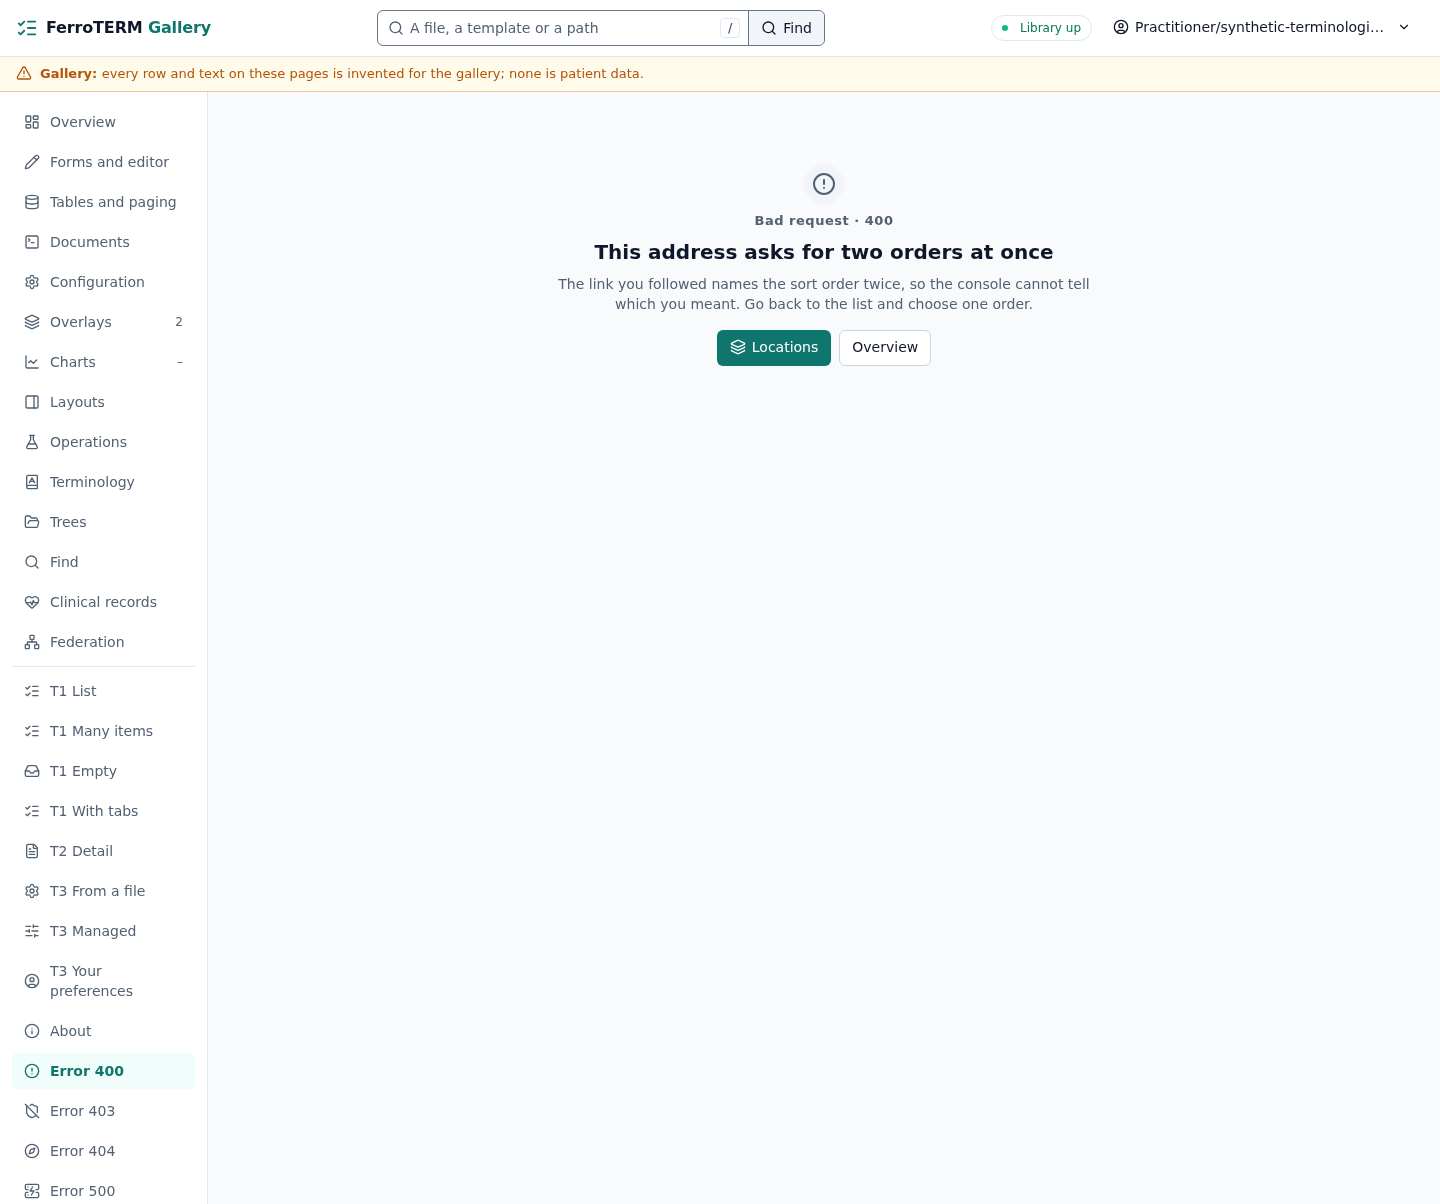 FerroTERM Gallery
A file, a template or a path
/
Find
Library up
Practitioner/synthetic-terminologi…
Gallery: every row and text on these pages is invented for the gallery; none is patient data.
Overview
Forms and editor
Tables and paging
Documents
Configuration
Overlays 2
Charts –
Layouts
Operations
Terminology
Trees
Find
Clinical records
Federation
T1 List
T1 Many items
T1 Empty
T1 With tabs
T2 Detail
T3 From a file
T3 Managed
T3 Your
preferences
About
Error 400
Error 403
Error 404
Error 500
Bad request · 400
This address asks for two orders at once
The link you followed names the sort order twice, so the console cannot tell
which you meant. Go back to the list and choose one order.
Locations
Overview